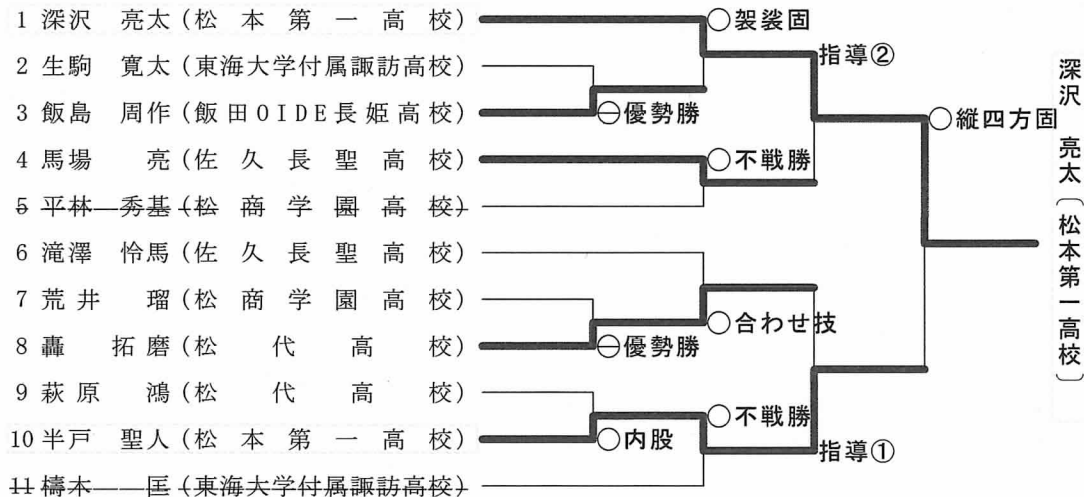 1 深沢 亮太 (松本第一高校)
2 生駒 寛太 (東海大学付属諏訪高校)
3 飯島 周作 (飯田OIDE長姫高校)
4 馬場 亮 (佐久長聖高校)
5 平林 秀基 (松商学園高校)
6 滝澤 怜馬 (佐久長聖高校)
7 荒井 瑠 (松商学園高校)
8 轟 拓磨 (松代高校)
9 萩原 鴻 (松代高校)
10 半戸 聖人 (松本第一高校)
11 檮木 匡 (東海大学付属諏訪高校)
○袈裟固
㊀優勢勝
○不戦勝
指導②
○合わせ技
㊀優勢勝
○不戦勝
○内股
指導①
○縦四方固
深沢 亮太〔松本第一高校〕